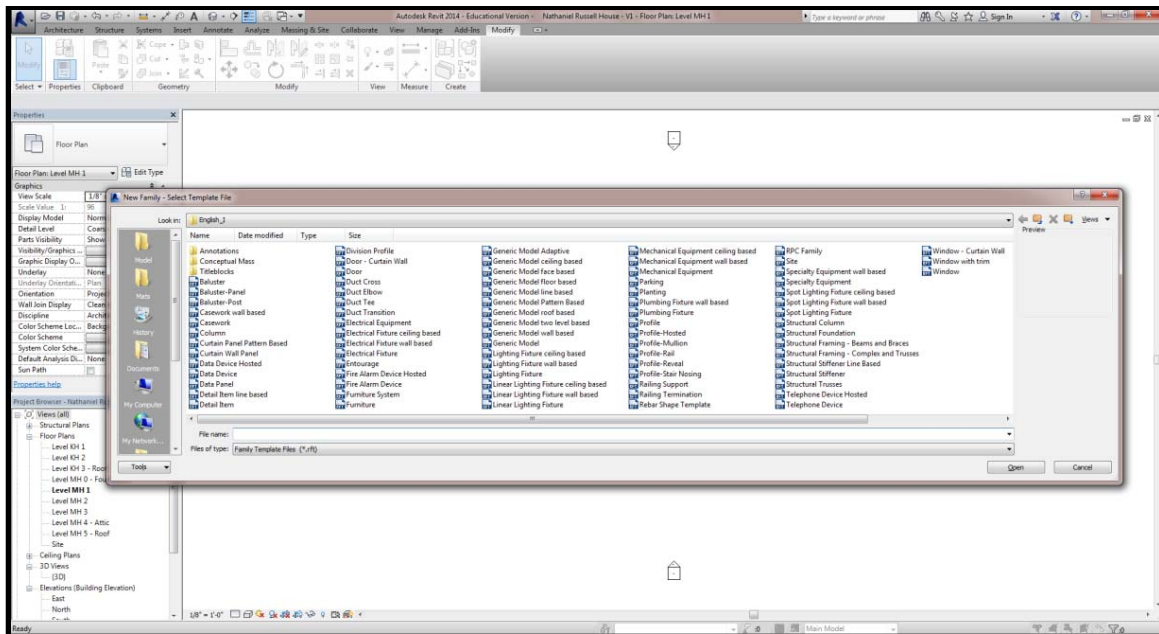 Autodesk Revit 2014 - Educational Version - Nathaniel Russell House - V1 - Floor Plan: Level MH 1
Type a keyword or phrase
Sign In
Architecture Structure Systems Insert Annotate Analyze Massing & Site Collaborate View Manage Add-Ins Modify
Modify Paste Cope Cut Join
Select Properties Clipboard Geometry Modify View Measure Create
Properties
Floor Plan
Floor Plan: Level MH 1 Edit Type
Graphics
View Scale 1/8"
Scale Value 1: 96
Display Model Norm
Detail Level Coars
Parts Visibility Show
Visibility/Graphics ...
Graphic Display O...
Underlay None
Underlay Orientati... Plan
Orientation Projec
Wall Join Display Clean
Discipline Archit
Color Scheme Loc... Backg
Color Scheme
System Color Sche...
Default Analysis Di... None
Sun Path
Properties help
Project Browser - Nathaniel Ru
Views (all)
Structural Plans
Floor Plans
Level KH 1
Level KH 2
Level KH 3 - Roof
Level MH 0 - Fou
Level MH 1
Level MH 2
Level MH 3
Level MH 4 - Attic
Level MH 5 - Roof
Site
Ceiling Plans
3D Views
{3D}
Elevations (Building Elevation)
East
North
South
New Family - Select Template File
Look in: English_I
Views
Preview
Model
Mats
History
Documents
My Computer
My Network...
Name Date modified Type Size
Annotations
Conceptual Mass
Titleblocks
Baluster
Baluster-Panel
Baluster-Post
Casework wall based
Casework
Column
Curtain Panel Pattern Based
Curtain Wall Panel
Data Device Hosted
Data Device
Data Panel
Detail Item line based
Detail Item
Division Profile
Door - Curtain Wall
Door
Duct Cross
Duct Elbow
Duct Tee
Duct Transition
Electrical Equipment
Electrical Fixture ceiling based
Electrical Fixture wall based
Electrical Fixture
Entourage
Fire Alarm Device Hosted
Fire Alarm Device
Furniture System
Furniture
Generic Model Adaptive
Generic Model ceiling based
Generic Model face based
Generic Model floor based
Generic Model line based
Generic Model Pattern Based
Generic Model roof based
Generic Model two level based
Generic Model wall based
Generic Model
Lighting Fixture ceiling based
Lighting Fixture wall based
Lighting Fixture
Linear Lighting Fixture ceiling based
Linear Lighting Fixture wall based
Linear Lighting Fixture
Mechanical Equipment ceiling based
Mechanical Equipment wall based
Mechanical Equipment
Parking
Planting
Plumbing Fixture wall based
Plumbing Fixture
Profile
Profile-Hosted
Profile-Mullion
Profile-Rail
Profile-Reveal
Profile-Stair Nosing
Railing Support
Railing Termination
Rebar Shape Template
RPC Family
Site
Specialty Equipment wall based
Specialty Equipment
Spot Lighting Fixture ceiling based
Spot Lighting Fixture wall based
Spot Lighting Fixture
Structural Column
Structural Foundation
Structural Framing - Beams and Braces
Structural Framing - Complex and Trusses
Structural Stiffener Line Based
Structural Stiffener
Structural Trusses
Telephone Device Hosted
Telephone Device
Window - Curtain Wall
Window with trim
Window
File name:
Files of type: Family Template Files (*.rft)
Tools Open Cancel
1/8" = 1'-0"
Ready :0 Main Model :0